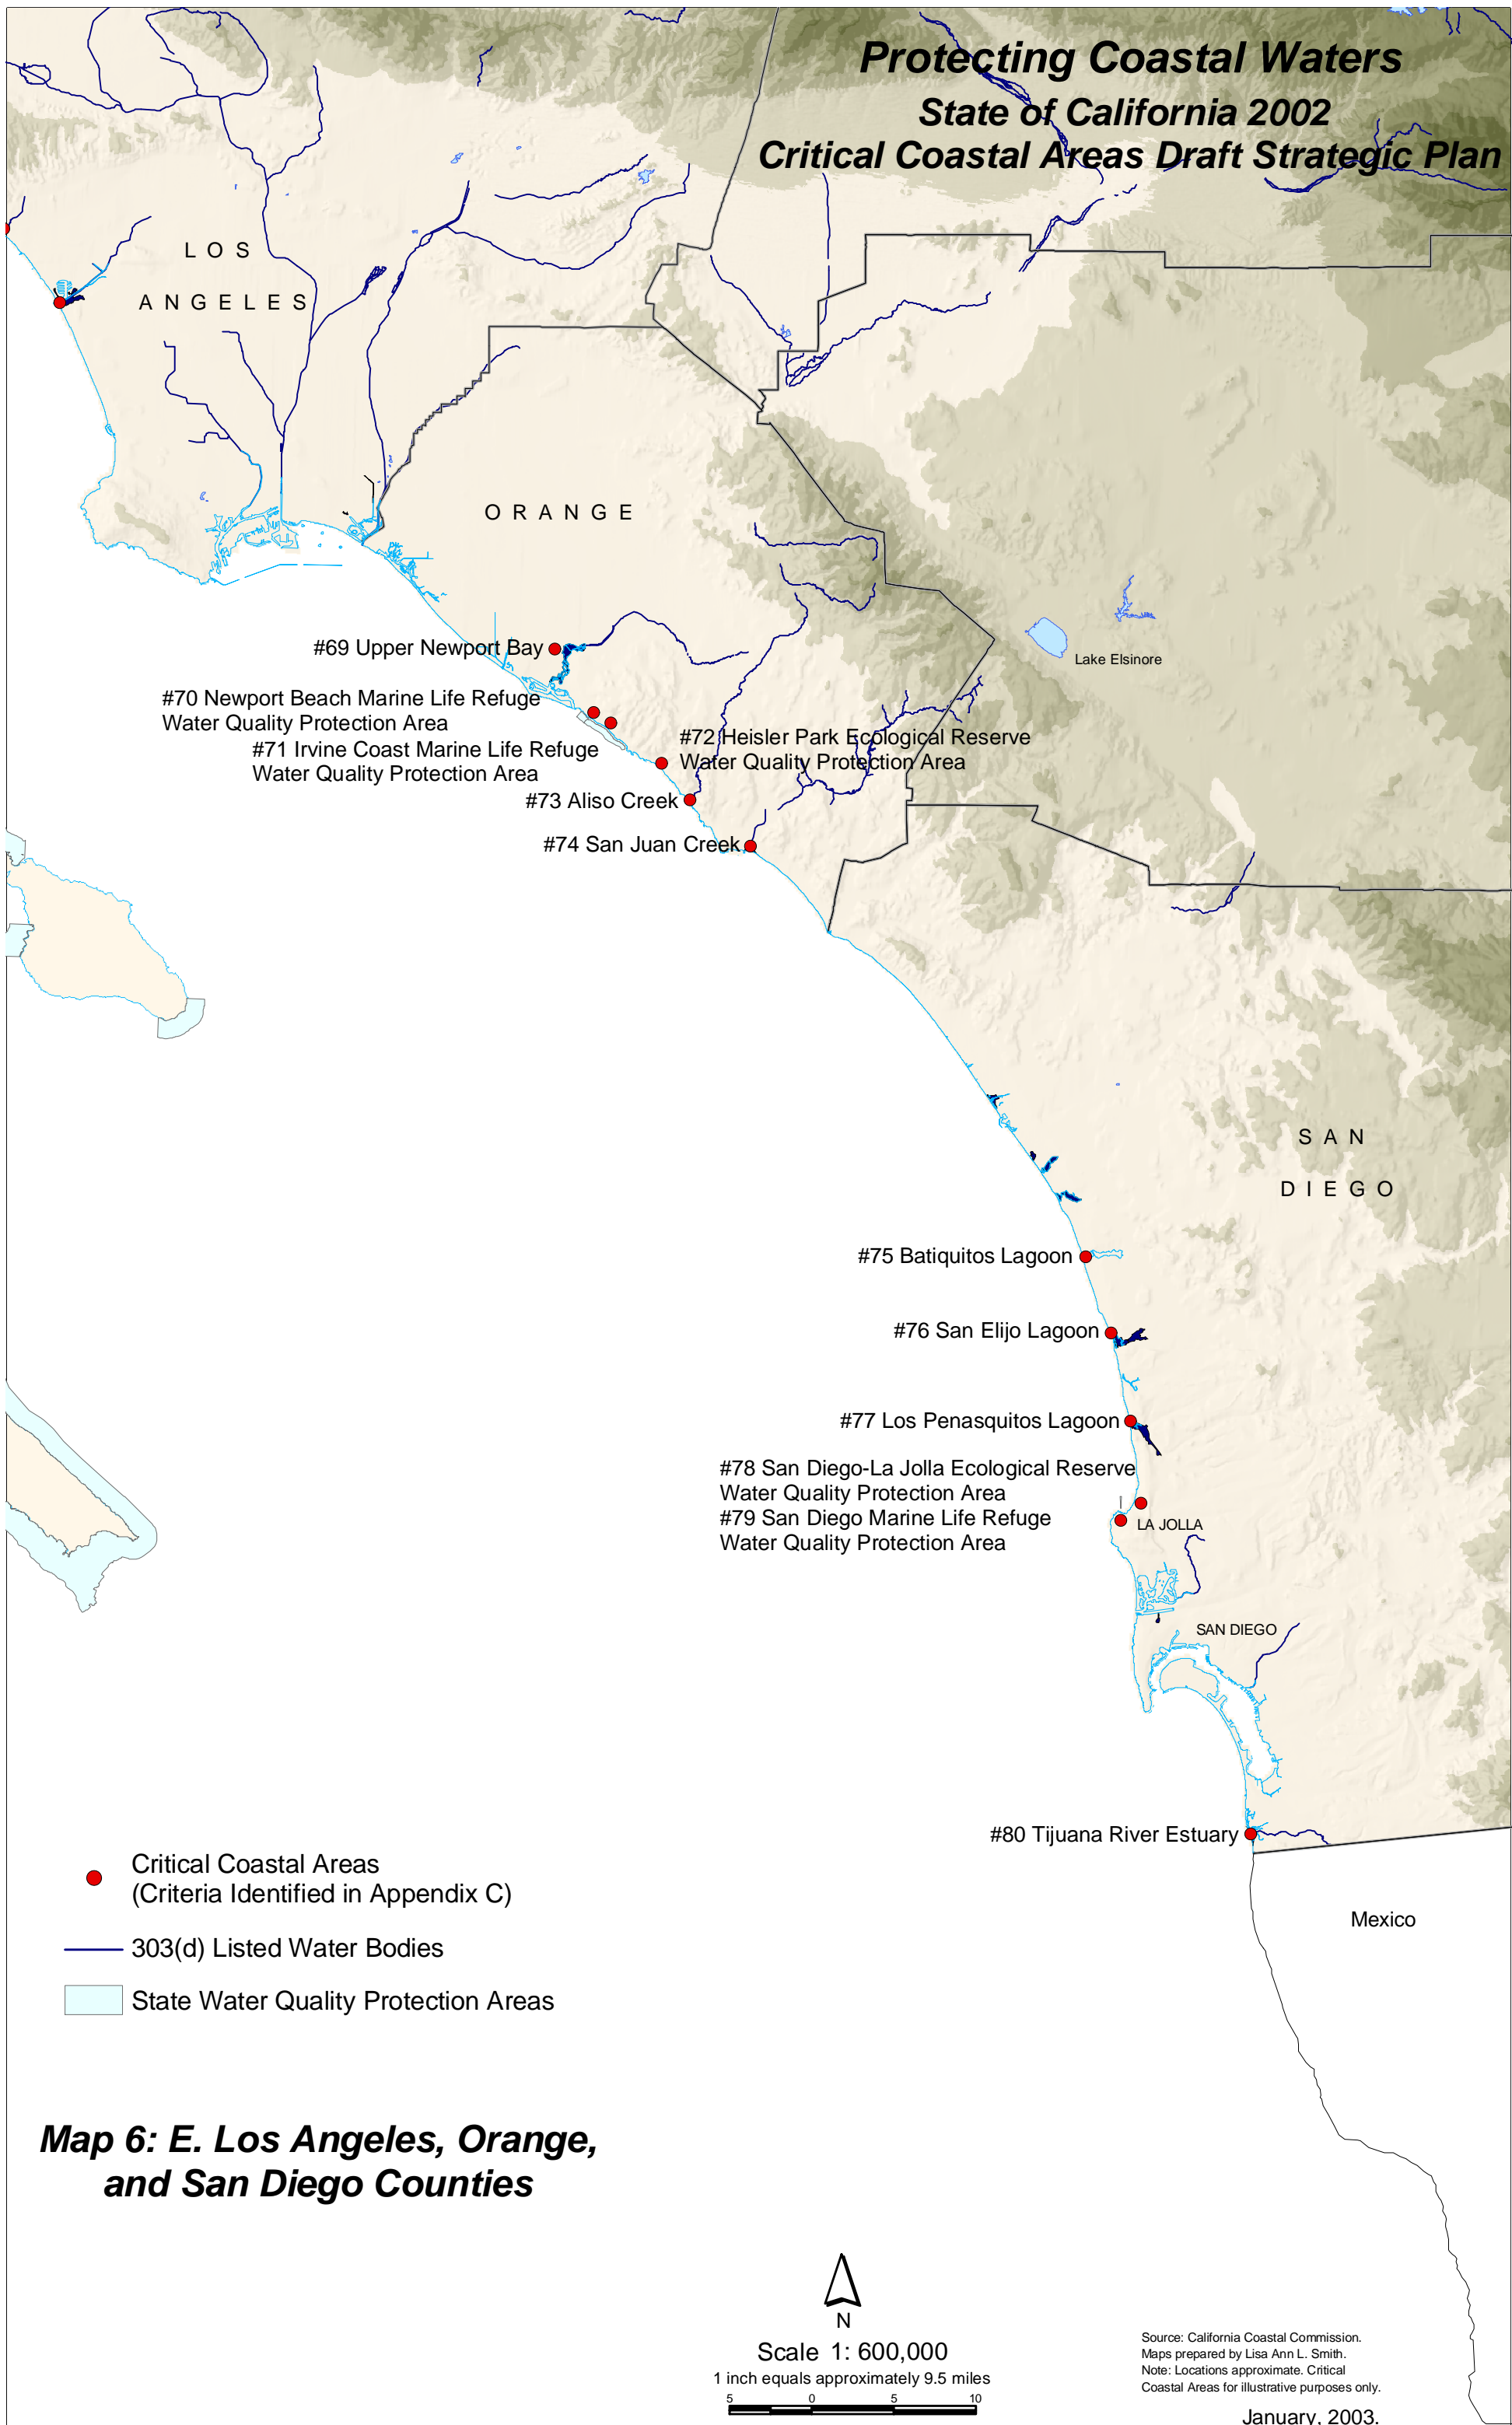 Protecting Coastal Waters
State of California 2002
Critical Coastal Areas Draft Strategic Plan
LOS
ANGELES
ORANGE
Lake Elsinore
#69 Upper Newport Bay
#70 Newport Beach Marine Life Refuge
Water Quality Protection Area
#71 Irvine Coast Marine Life Refuge
Water Quality Protection Area
#72 Heisler Park Ecological Reserve
Water Quality Protection Area
#73 Aliso Creek
#74 San Juan Creek
SAN
DIEGO
#75 Batiquitos Lagoon
#76 San Elijo Lagoon
#77 Los Penasquitos Lagoon
#78 San Diego-La Jolla Ecological Reserve
Water Quality Protection Area
#79 San Diego Marine Life Refuge
Water Quality Protection Area
LA JOLLA
SAN DIEGO
#80 Tijuana River Estuary
Mexico
Critical Coastal Areas
(Criteria Identified in Appendix C)
303(d) Listed Water Bodies
State Water Quality Protection Areas
Map 6: E. Los Angeles, Orange,
and San Diego Counties
N
Scale 1: 600,000
1 inch equals approximately 9.5 miles
5 0 5 10
Source: California Coastal Commission.
Maps prepared by Lisa Ann L. Smith.
Note: Locations approximate. Critical
Coastal Areas for illustrative purposes only.
January, 2003.